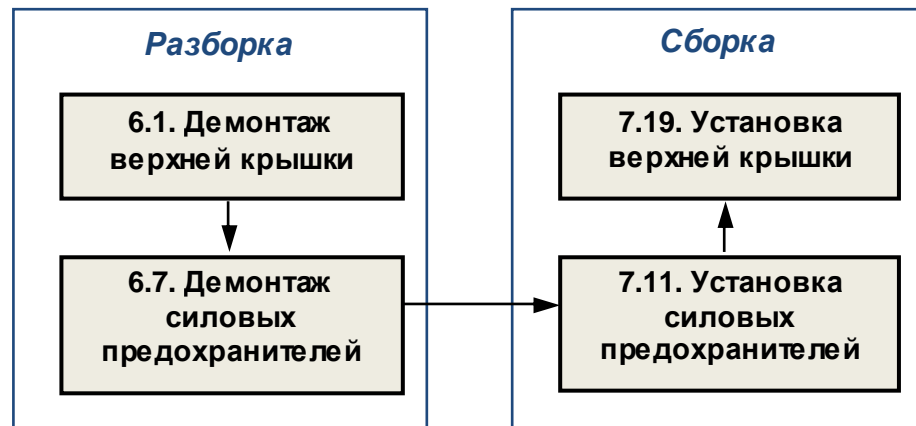 Разборка
6.1. Демонтаж
верхней крышки
6.7. Демонтаж
силовых
предохранителей
Сборка
7.19. Установка
верхней крышки
7.11. Установка
силовых
предохранителей